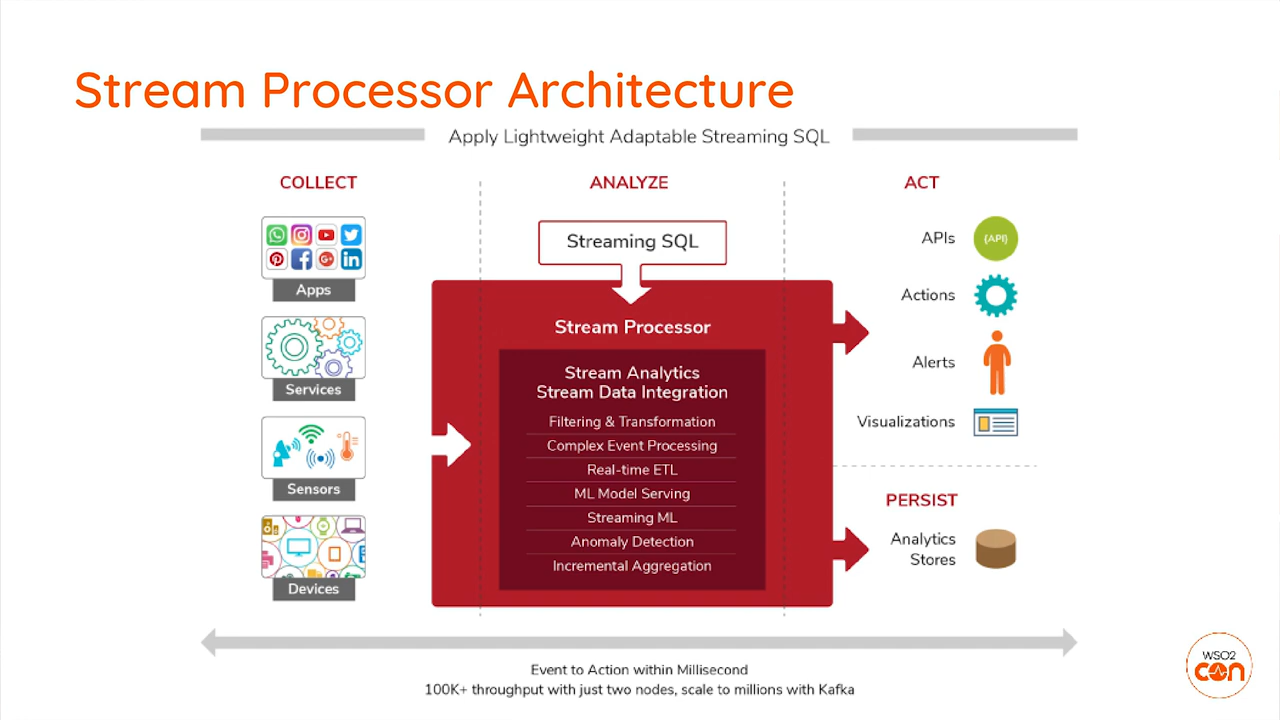 Stream Processor Architecture
Apply Lightweight Adaptable Streaming SQL
COLLECT
Apps
Services
Sensors
Devices
ANALYZE
Streaming SQL
Stream Processor
Stream Analytics
Stream Data Integration
Filtering & Transformation
Complex Event Processing
Real-time ETL
ML Model Serving
Streaming ML
Anomaly Detection
Incremental Aggregation
ACT
APIs
{API}
Actions
Alerts
Visualizations
PERSIST
Analytics
Stores
Event to Action within Millisecond
100K+ throughput with just two nodes, scale to millions with Kafka
WSO2
con